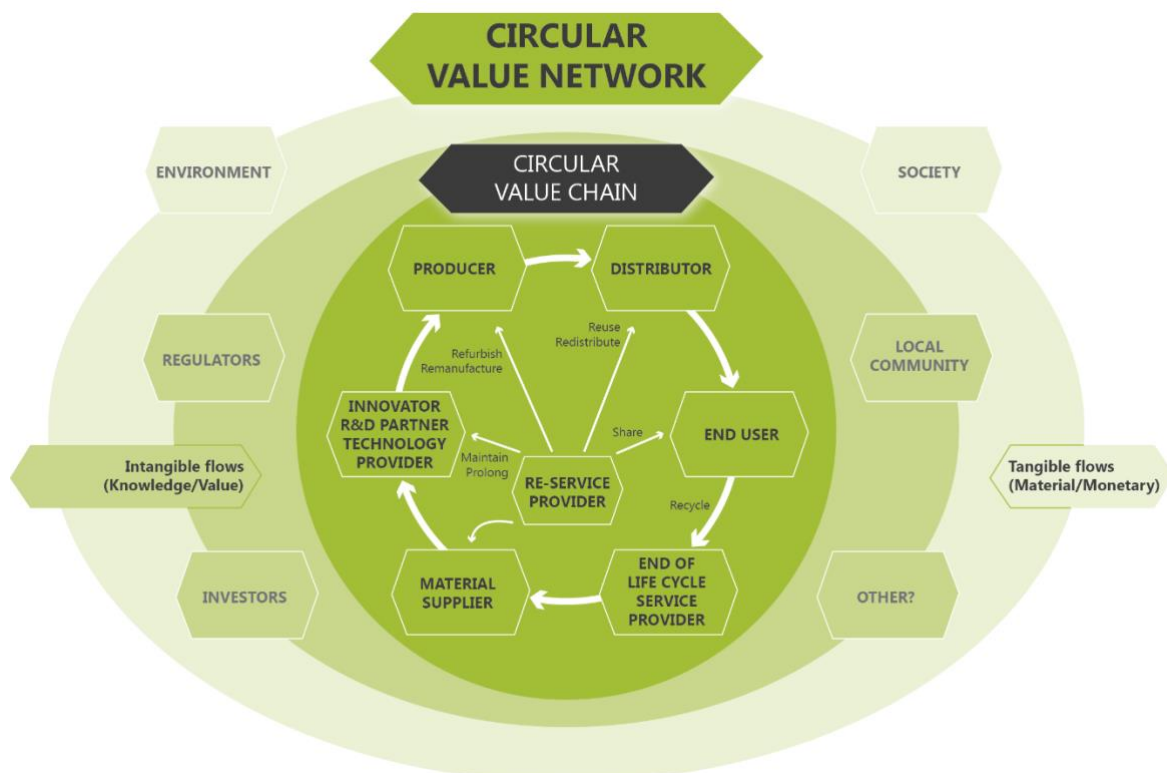 CIRCULAR
VALUE NETWORK
ENVIRONMENT
SOCIETY
CIRCULAR
VALUE CHAIN
PRODUCER
DISTRIBUTOR
Reuse
Redistribute
Refurbish
Remanufacture
REGULATORS
LOCAL
COMMUNITY
INNOVATOR
R&D PARTNER
TECHNOLOGY
PROVIDER
Share
END USER
Maintain
Prolong
RE-SERVICE
PROVIDER
Intangible flows
(Knowledge/Value)
Tangible flows
(Material/Monetary)
Recycle
INVESTORS
MATERIAL
SUPPLIER
END OF
LIFE CYCLE
SERVICE
PROVIDER
OTHER?